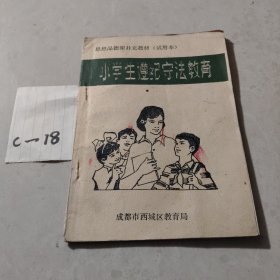 思想品德课补充教材（试用本）
小学生遵纪守法教育
c—18
成都市西城区教育局